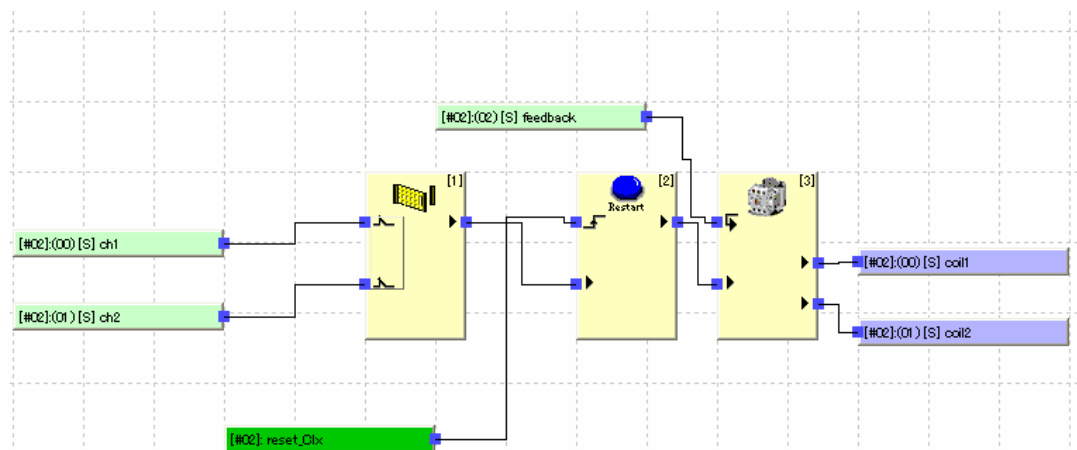 [#02]:(02) [S] feedback
[1]
[2]
[3]
Restart
[#02]:(00) [S] ch1
[#02]:(00) [S] coil1
[#02]:(01) [S] ch2
[#02]:(01) [S] coil2
[#02]: reset_Clx